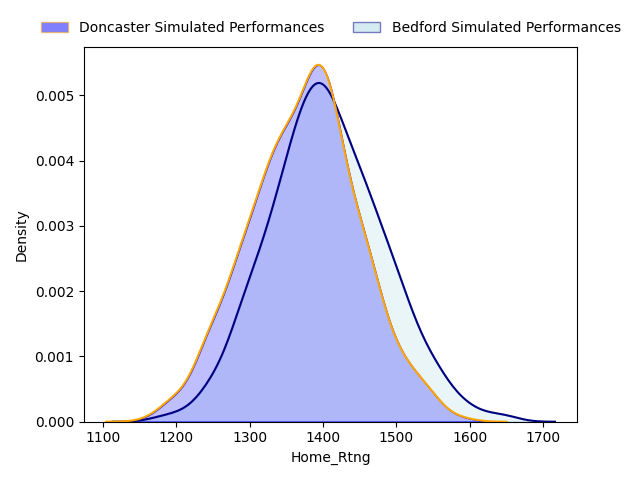 Doncaster Simulated Performances
Bedford Simulated Performances
Density
0.005
0.004
0.003
0.002
0.001
0.000
1100 1200 1300 1400 1500 1600 1700
Home_Rtng